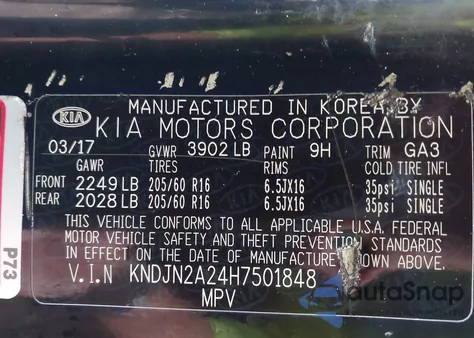 MANUFACTURED IN KOREA BY
KIA KIA MOTORS CORPORATION
03/17 GVWR 3902 LB PAINT 9H TRIM GA3
GAWR TIRES RIMS COLD TIRE INFL
FRONT 2249 LB 205/60 R16 6.5JX16 35psi SINGLE
REAR 2028 LB 205/60 R16 6.5JX16 35psi SINGLE
THIS VEHICLE CONFORMS TO ALL APPLICABLE U.S.A. FEDERAL
MOTOR VEHICLE SAFETY AND THEFT PREVENTION STANDARDS
IN EFFECT ON THE DATE OF MANUFACTURE SHOWN ABOVE.
V.I.N KNDJN2A24H7501848
MPV
P73
autoSnap